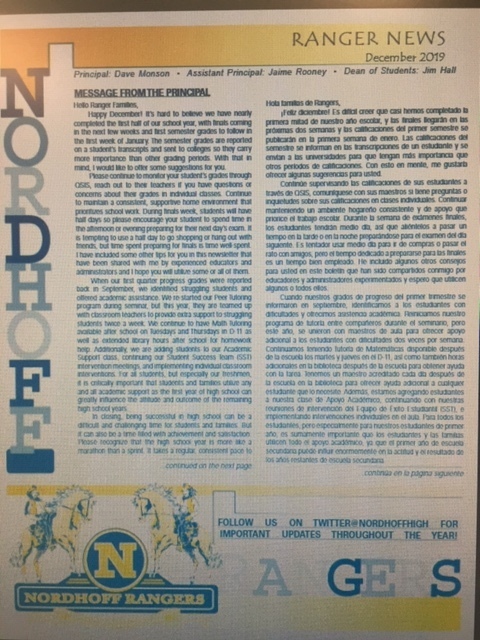 RANGER NEWS
December 2019
Principal: Dave Monson • Assistant Principal: Jaime Rooney • Dean of Students: Jim Hall
NORDHOFF
MESSAGE FROM THE PRINCIPAL
Hello Ranger Families,
Happy December! It's hard to believe we have nearly
completed the first half of our school year, with finals coming
in the next few weeks and first semester grades to follow in
the first week of January. The semester grades are reported
on a student's transcripts and sent to colleges so they carry
more importance than other grading periods. With that in
mind, I would like to offer some suggestions for you.
Please continue to monitor your student's grades through
QSIS, reach out to their teachers if you have questions or
concerns about their grades in individual classes. Continue
to maintain a consistent, supportive home environment that
prioritizes school work. During finals week, students will have
half days so please encourage your student to spend time in
the afternoon or evening preparing for their next day's exam. It
is tempting to use a half day to go shopping or hang out with
friends, but time spent preparing for finals is time well spent.
I have included some other tips for you in this newsletter that
have been shared with me by experienced educators and
administrators and I hope you will utilize some or all of them.
When our first quarter progress grades were reported
back in September, we identified struggling students and
offered academic assistance. We re-started our Peer Tutoring
program during seminar, but this year, they are teamed up
with classroom teachers to provide extra support to struggling
students twice a week. We continue to have Math Tutoring
available after school on Tuesdays and Thursdays in D-11 as
well as extended library hours after school for homework
help. Additionally, we are adding students to our Academic
Support class, continuing our Student Success Team (SST)
intervention meetings, and implementing individual classroom
interventions. For all students, but especially our freshmen,
it is critically important that students and families utilize any
and all academic support as the first year of high school can
greatly influence the attitude and outcome of the remaining
high school years.
In closing, being successful in high school can be a
difficult and challenging time for students and families. But
it can also be a time filled with achievement and satisfaction.
Please recognize that the high school year is more like a
marathon than a sprint. It takes a regular, consistent pace to
...continued on the next page
Hola familias de Rangers,
¡Feliz diciembre! Es difícil creer que casi hemos completado la
primera mitad de nuestro año escolar, y las finales llegarán en las
próximas dos semanas y las calificaciones del primer semestre se
publicarán en la primera semana de enero. Las calificaciones del
semestre se informan en las transcripciones de un estudiante y se
envían a las universidades para que tengan más importancia que
otros períodos de calificaciones. Con esto en mente, me gustaría
ofrecer algunas sugerencias para usted.
Continúe supervisando las calificaciones de sus estudiantes a
través de QSIS, comuníquese con sus maestros si tiene preguntas o
inquietudes sobre sus calificaciones en clases individuales. Continúe
manteniendo un ambiente hogareño consistente y de apoyo que
priorice el trabajo escolar. Durante la semana de exámenes finales,
los estudiantes tendrán medio día, así que aliéntelos a pasar un
tiempo en la tarde o en la noche preparándose para el examen del día
siguiente. Es tentador usar medio día para ir de compras o pasar el
rato con amigos, pero el tiempo dedicado a prepararse para las finales
es un tiempo bien empleado. He incluido algunos otros consejos
para usted en este boletín que han sido compartidos conmigo por
educadores y administradores experimentados y espero que utilicen
algunos o todos ellos.
Cuando nuestros grados de progreso del primer trimestre se
informaron en septiembre, identificamos a los estudiantes con
dificultades y ofrecimos asistencia académica. Reiniciamos nuestro
programa de tutoría entre compañeros durante el seminario, pero
este año, se unieron con maestros de aula para ofrecer apoyo
adicional a los estudiantes con dificultades dos veces por semana.
Continuamos teniendo Tutoría de Matemáticas disponible después
de la escuela los martes y jueves en el D-11, así como también horas
adicionales en la biblioteca después de la escuela para obtener ayuda
con la tarea. Tenemos un maestro acreditado cada día después de
la escuela en la biblioteca para ofrecer ayuda adicional a cualquier
estudiante que lo necesite. Además, estamos agregando estudiantes
a nuestra clase de Apoyo Académico, continuando con nuestras
reuniones de intervención del Equipo de Éxito Estudiantil (SST), e
implementando intervenciones individuales en el aula. Para todos los
estudiantes, pero especialmente para nuestros estudiantes de primer
año, es sumamente importante que los estudiantes y las familias
utilicen todo el apoyo académico, ya que el primer año de escuela
secundaria puede influir enormemente en la actitud y el resultado de
los años restantes de escuela secundaria.
...continúa en la página siguiente
FOLLOW US ON TWITTER@NORDHOFFHIGH FOR
IMPORTANT UPDATES THROUGHOUT THE YEAR!
N
NORDHOFF RANGERS
A GERS